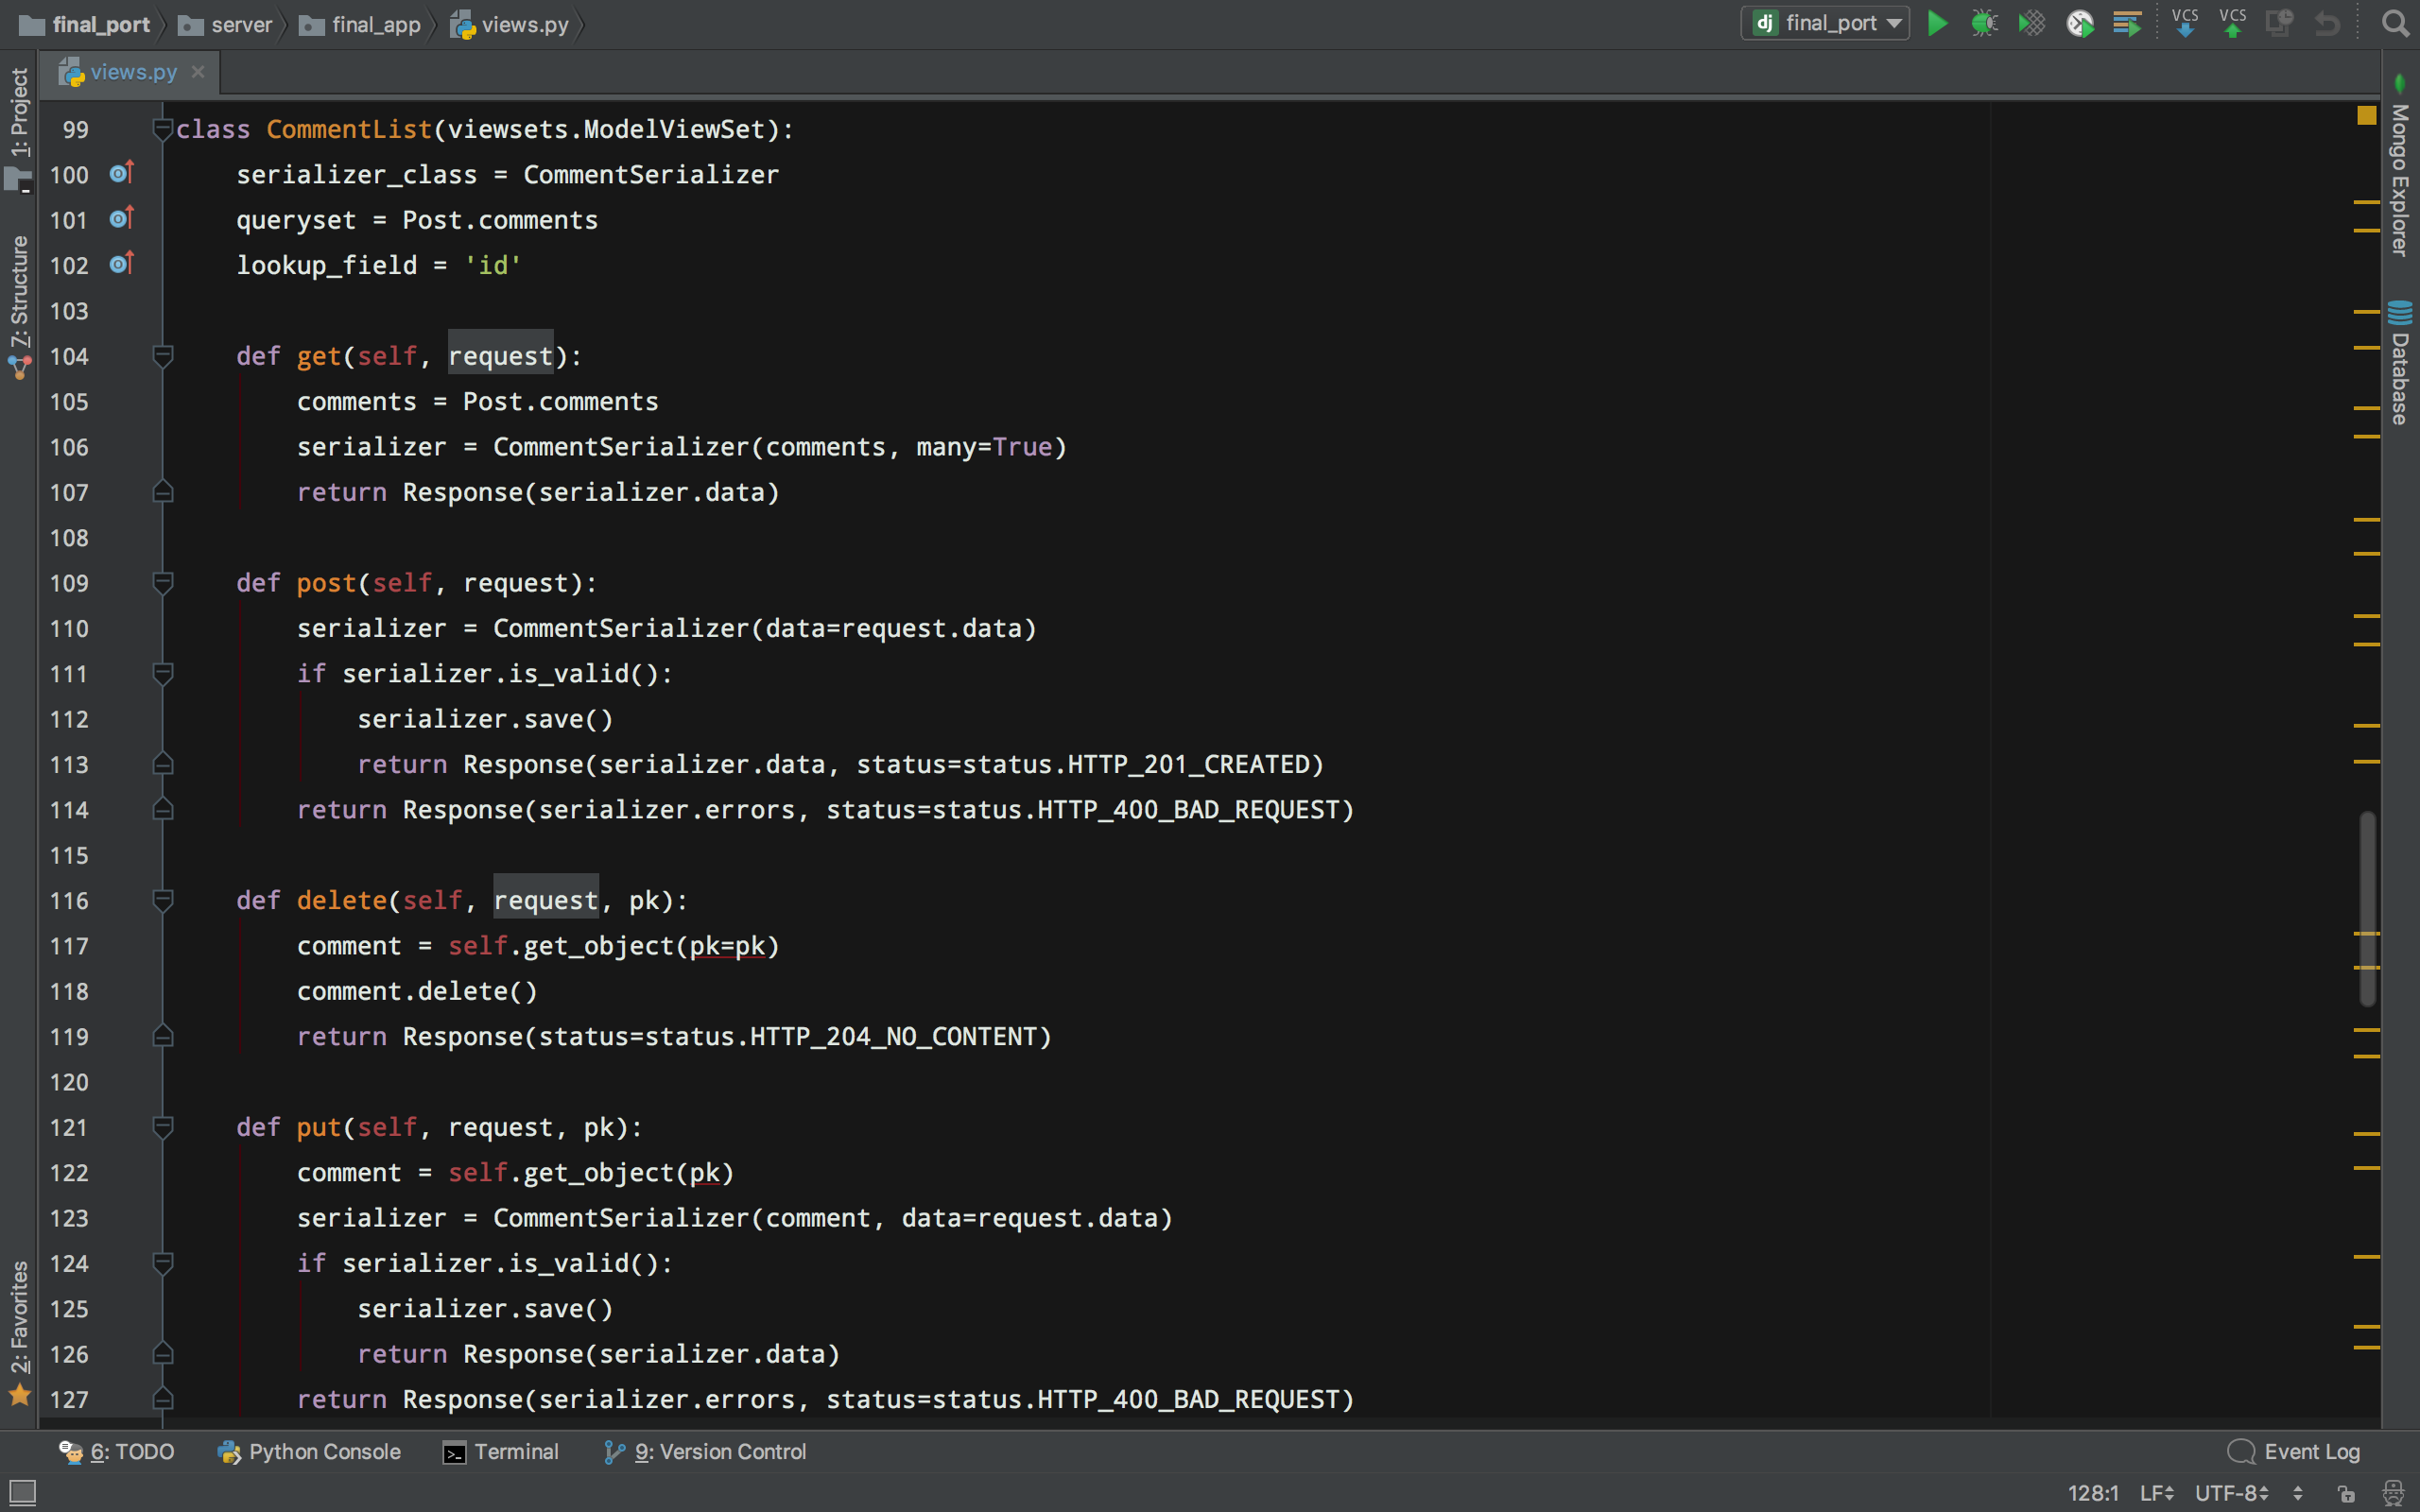 final_port server final_app views.py final_port VCS VCS
views.py
1: Project
7: Structure
2: Favorites
Mongo Explorer
Database
99 class CommentList(viewsets.ModelViewSet):
100     serializer_class = CommentSerializer
101     queryset = Post.comments
102     lookup_field = 'id'
103
104     def get(self, request):
105         comments = Post.comments
106         serializer = CommentSerializer(comments, many=True)
107         return Response(serializer.data)
108
109     def post(self, request):
110         serializer = CommentSerializer(data=request.data)
111         if serializer.is_valid():
112             serializer.save()
113             return Response(serializer.data, status=status.HTTP_201_CREATED)
114         return Response(serializer.errors, status=status.HTTP_400_BAD_REQUEST)
115
116     def delete(self, request, pk):
117         comment = self.get_object(pk=pk)
118         comment.delete()
119         return Response(status=status.HTTP_204_NO_CONTENT)
120
121     def put(self, request, pk):
122         comment = self.get_object(pk)
123         serializer = CommentSerializer(comment, data=request.data)
124         if serializer.is_valid():
125             serializer.save()
126             return Response(serializer.data)
127         return Response(serializer.errors, status=status.HTTP_400_BAD_REQUEST)
6: TODO Python Console Terminal 9: Version Control Event Log
128:1 LF UTF-8